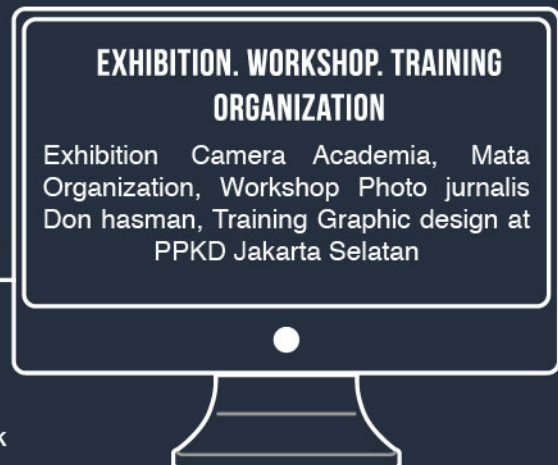 EXHIBITION. WORKSHOP. TRAINING
ORGANIZATION
Exhibition Camera Academia, Mata
Organization, Workshop Photo jurnalis
Don hasman, Training Graphic design at
PPKD Jakarta Selatan
k